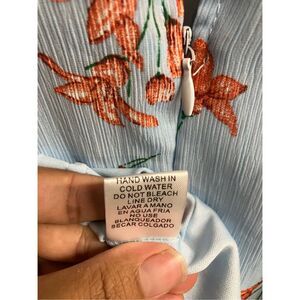 HAND WASH IN
COLD WATER
DO NOT BLEACH
LINE DRY
LAVAR A MANO
EN AGUA FRIA
NO USE
BLANQUEADOR
SECAR COLGADO